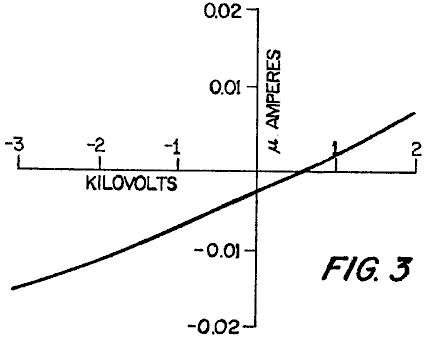 0.02
0.01
μ AMPERES
-3 -2 -1 1 2
KILOVOLTS
-0.01
FIG. 3
-0.02